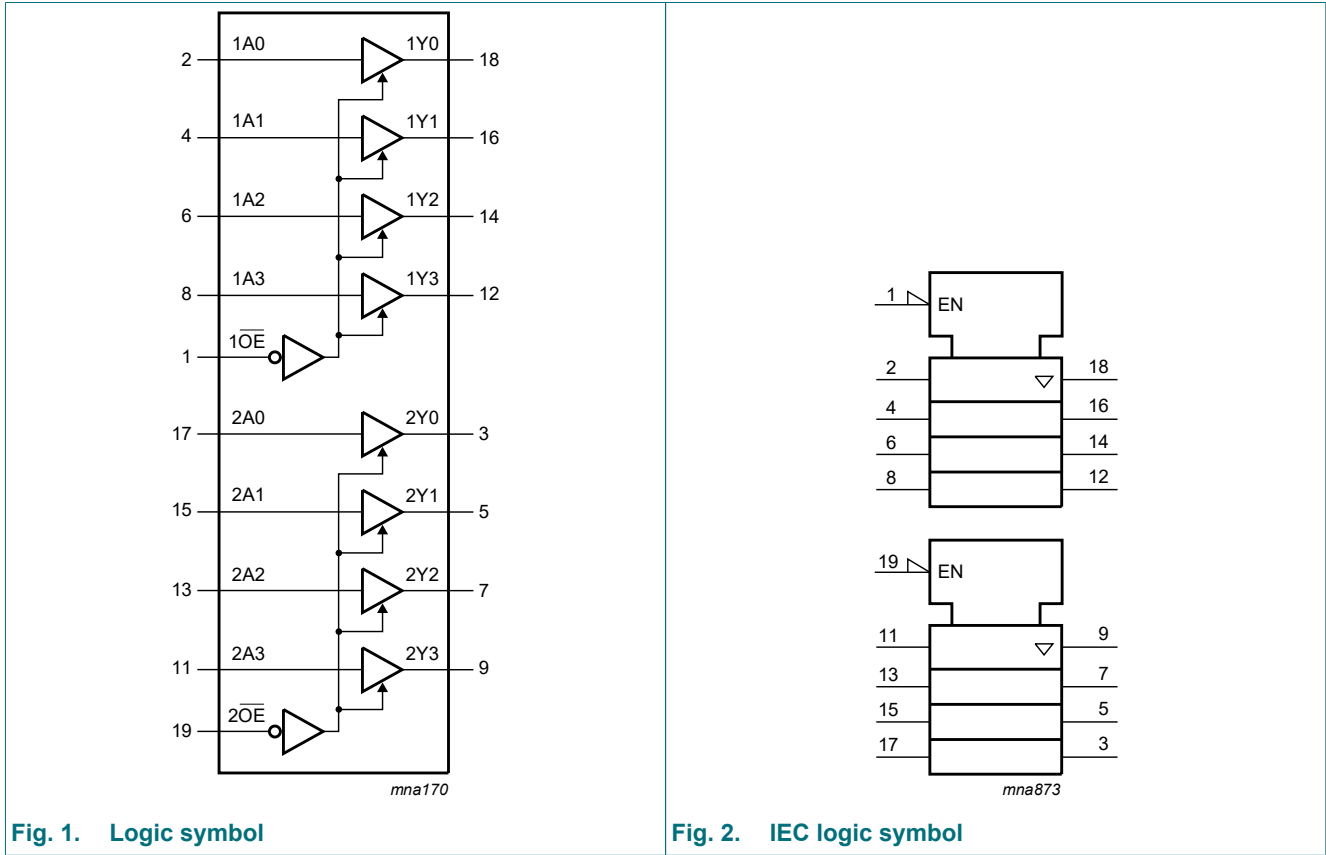 2 1A0 1Y0 18
4 1A1 1Y1 16
6 1A2 1Y2 14
8 1A3 1Y3 12
1 1O̅E̅
17 2A0 2Y0 3
15 2A1 2Y1 5
13 2A2 2Y2 7
11 2A3 2Y3 9
19 2O̅E̅
mna170
Fig. 1. Logic symbol
1 EN
2 18
4 16
6 14
8 12
19 EN
11 9
13 7
15 5
17 3
mna873
Fig. 2. IEC logic symbol